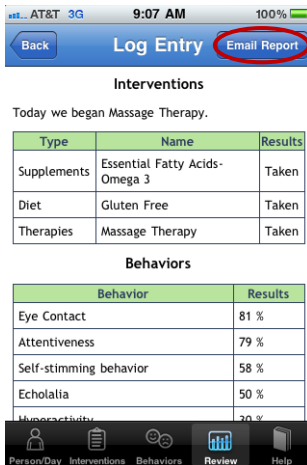 AT&T 3G 9:07 AM 100%
Back Log Entry Email Report
Interventions
Today we began Massage Therapy.
Type Name Results
Supplements Essential Fatty Acids-
Omega 3 Taken
Diet Gluten Free Taken
Therapies Massage Therapy Taken
Behaviors
Behavior Results
Eye Contact 81 %
Attentiveness 79 %
Self-stimming behavior 58 %
Echolalia 50 %
Hyperactivity 30 %
Person/Day Interventions Behaviors Review Help